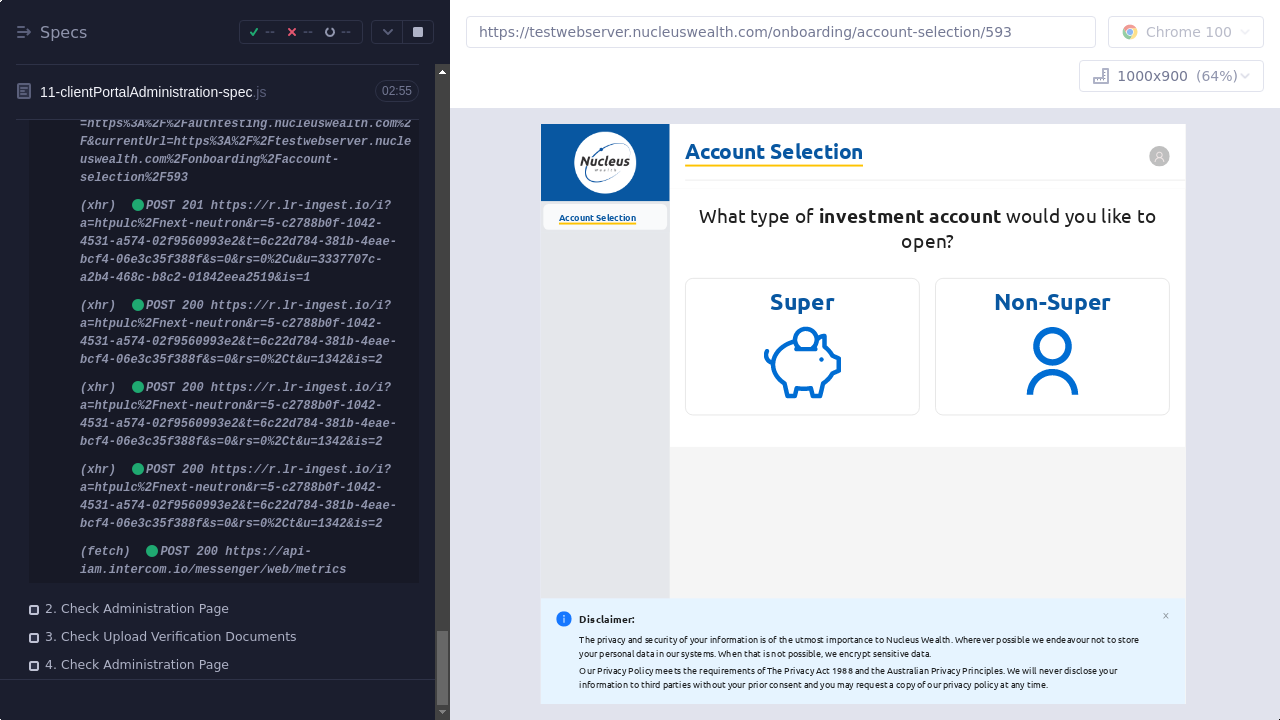 Specs
--
--
--
11-clientPortalAdministration-spec.js
02:55
=https%3A%2F%2Fauthtesting.nucleuswealth.com%2
F&currentUrl=https%3A%2F%2Ftestwebserver.nucle
uswealth.com%2Fonboarding%2Faccount-
selection%2F593
(xhr) POST 201 https://r.lr-ingest.io/i?
a=htpulc%2Fnext-neutron&r=5-c2788b0f-1042-
4531-a574-02f9560993e2&t=6c22d784-381b-4eae-
bcf4-06e3c35f388f&s=0&rs=0%2Cu&u=3337707c-
a2b4-468c-b8c2-01842eea2519&is=1
(xhr) POST 200 https://r.lr-ingest.io/i?
a=htpulc%2Fnext-neutron&r=5-c2788b0f-1042-
4531-a574-02f9560993e2&t=6c22d784-381b-4eae-
bcf4-06e3c35f388f&s=0&rs=0%2Ct&u=1342&is=2
(xhr) POST 200 https://r.lr-ingest.io/i?
a=htpulc%2Fnext-neutron&r=5-c2788b0f-1042-
4531-a574-02f9560993e2&t=6c22d784-381b-4eae-
bcf4-06e3c35f388f&s=0&rs=0%2Ct&u=1342&is=2
(xhr) POST 200 https://r.lr-ingest.io/i?
a=htpulc%2Fnext-neutron&r=5-c2788b0f-1042-
4531-a574-02f9560993e2&t=6c22d784-381b-4eae-
bcf4-06e3c35f388f&s=0&rs=0%2Ct&u=1342&is=2
(fetch) POST 200 https://api-
iam.intercom.io/messenger/web/metrics
2. Check Administration Page
3. Check Upload Verification Documents
4. Check Administration Page
https://testwebserver.nucleuswealth.com/onboarding/account-selection/593
Chrome 100
1000x900 (64%)
Nucleus
Wealth
Account Selection
Account Selection
What type of investment account would you like to
open?
Super
Non-Super
Disclaimer:
The privacy and security of your information is of the utmost importance to Nucleus Wealth. Wherever possible we endeavour not to store
your personal data in our systems. When that is not possible, we encrypt sensitive data.
Our Privacy Policy meets the requirements of The Privacy Act 1988 and the Australian Privacy Principles. We will never disclose your
information to third parties without your prior consent and you may request a copy of our privacy policy at any time.